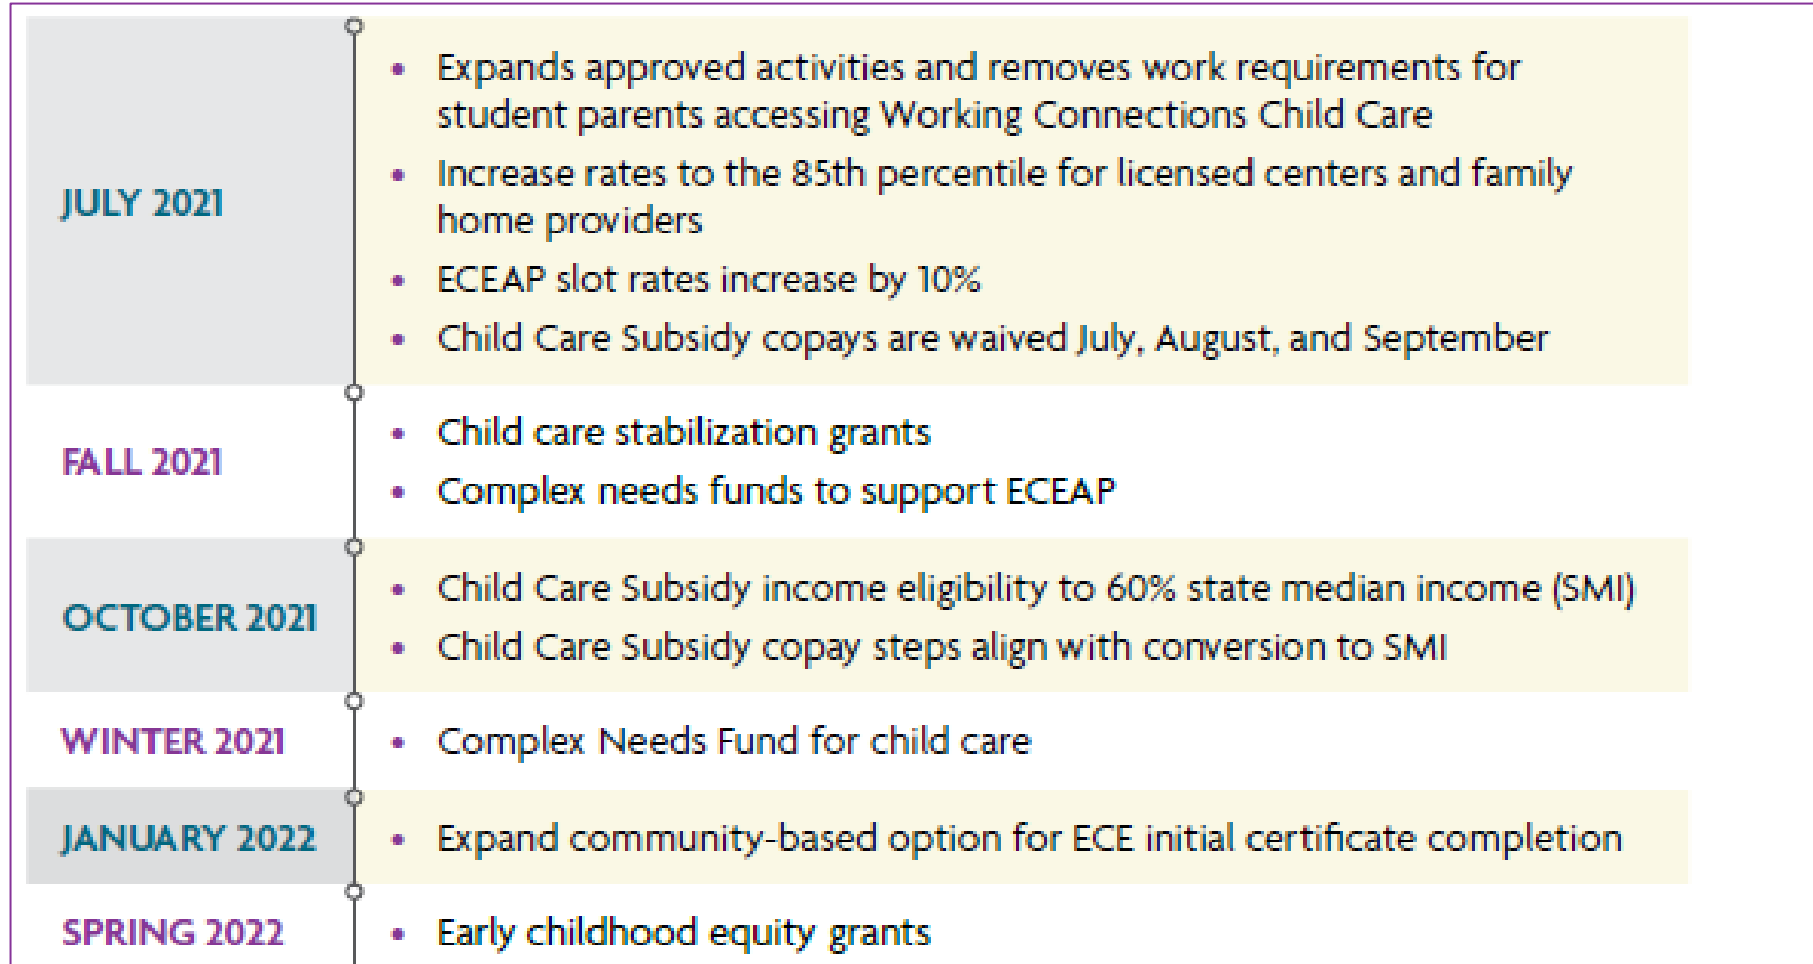 JULY 2021
• Expands approved activities and removes work requirements for
student parents accessing Working Connections Child Care
• Increase rates to the 85th percentile for licensed centers and family
home providers
• ECEAP slot rates increase by 10%
• Child Care Subsidy copays are waived July, August, and September
FALL 2021
• Child care stabilization grants
• Complex needs funds to support ECEAP
OCTOBER 2021
• Child Care Subsidy income eligibility to 60% state median income (SMI)
• Child Care Subsidy copay steps align with conversion to SMI
WINTER 2021
• Complex Needs Fund for child care
JANUARY 2022
• Expand community-based option for ECE initial certificate completion
SPRING 2022
• Early childhood equity grants